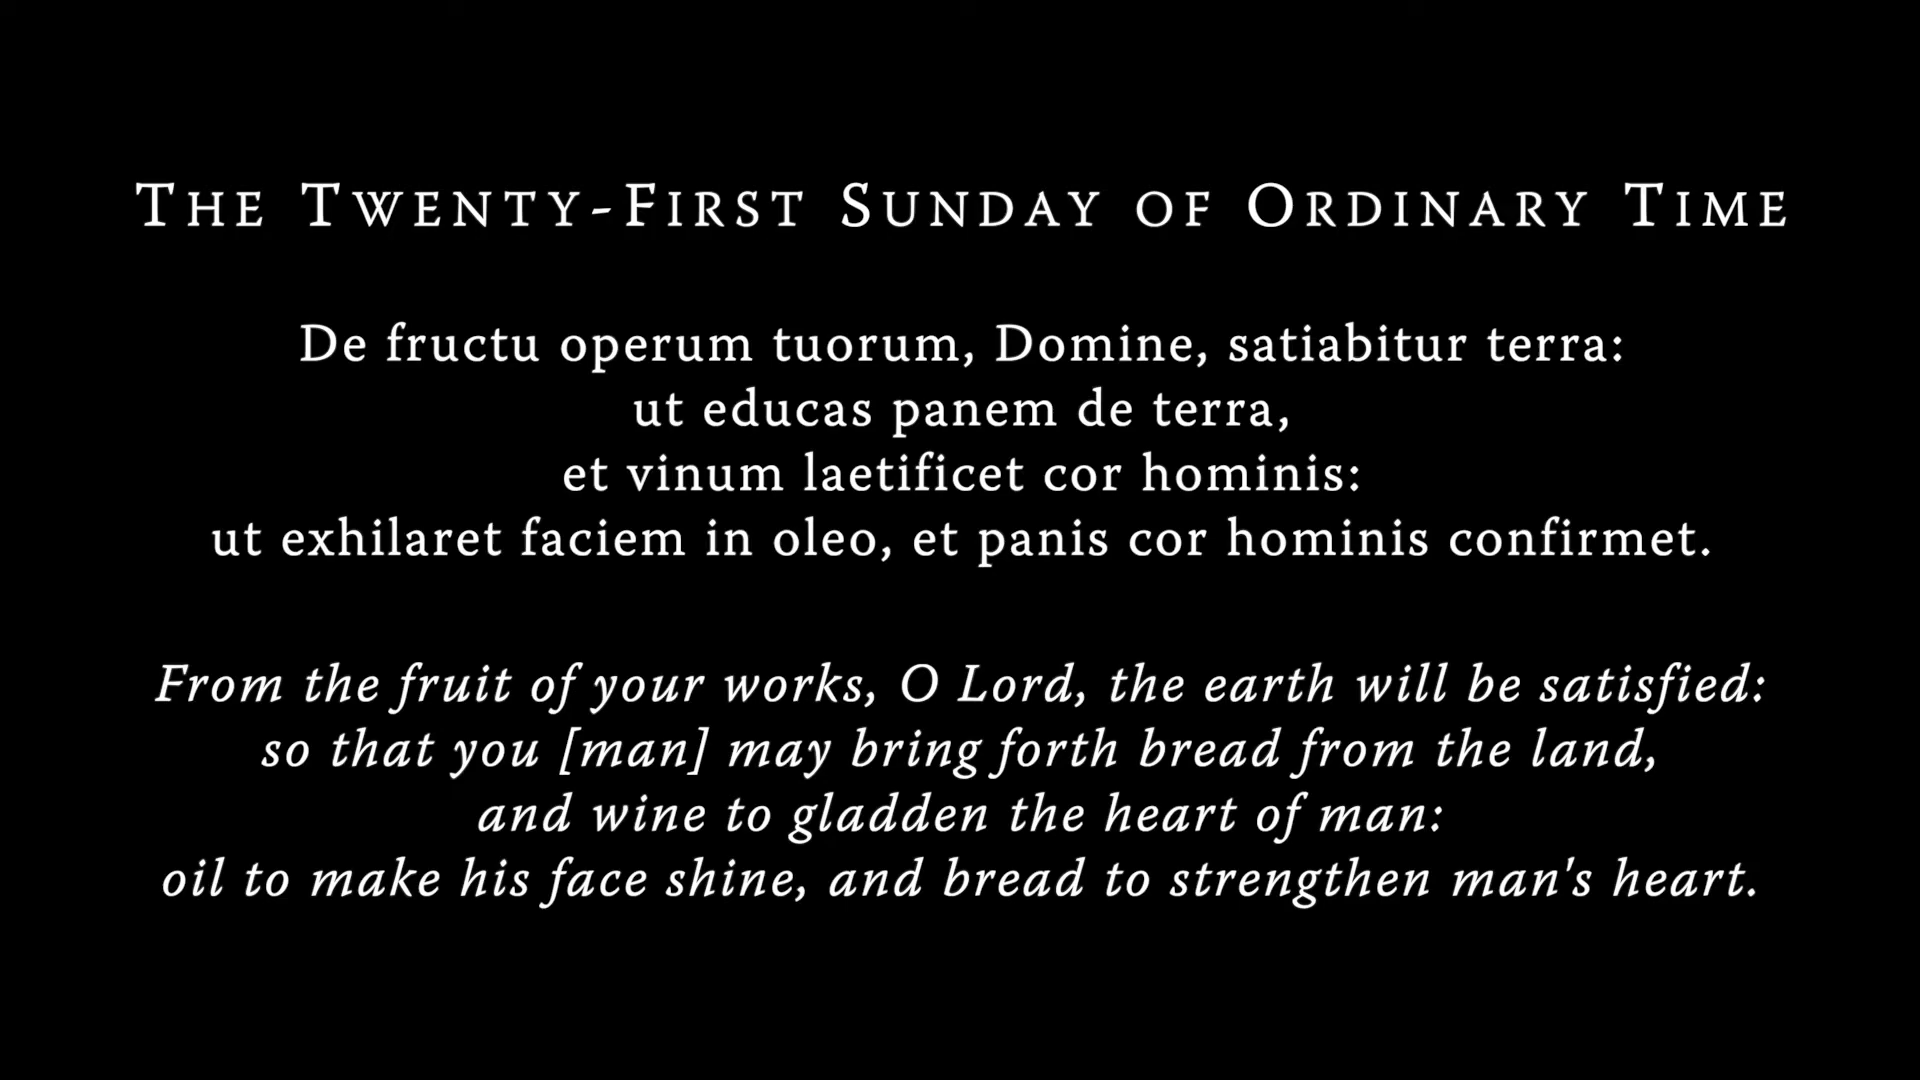 The Twenty-First Sunday of Ordinary Time
De fructu operum tuorum, Domine, satiabitur terra:
ut educas panem de terra,
et vinum laetificet cor hominis:
ut exhilaret faciem in oleo, et panis cor hominis confirmet.
From the fruit of your works, O Lord, the earth will be satisfied:
so that you [man] may bring forth bread from the land,
and wine to gladden the heart of man:
oil to make his face shine, and bread to strengthen man's heart.